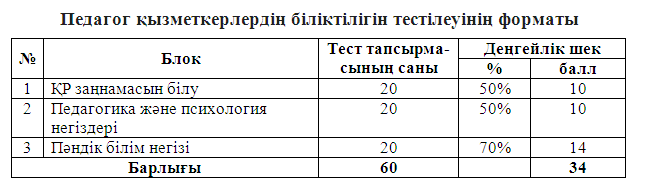 Педагог қызметкерлердің біліктілігін тестілеуінің форматы
№ Блок Тест тапсырма-
сының саны Деңгейлік шек
% балл
1 ҚР заңнамасын білу 20 50% 10
2 Педагогика және психология
негіздері 20 50% 10
3 Пәндік білім негізі 20 70% 14
Барлығы 60 34